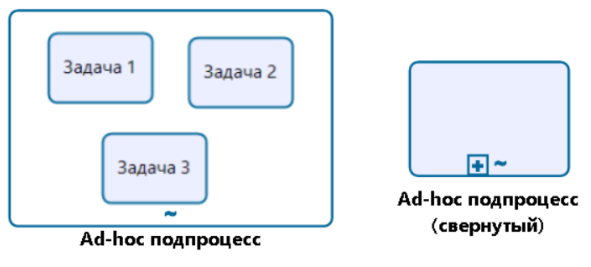 Задача 1
Задача 2
Задача 3
~
Ad-hoc подпроцесс
+ ~
Ad-hoc подпроцесс
(свернутый)